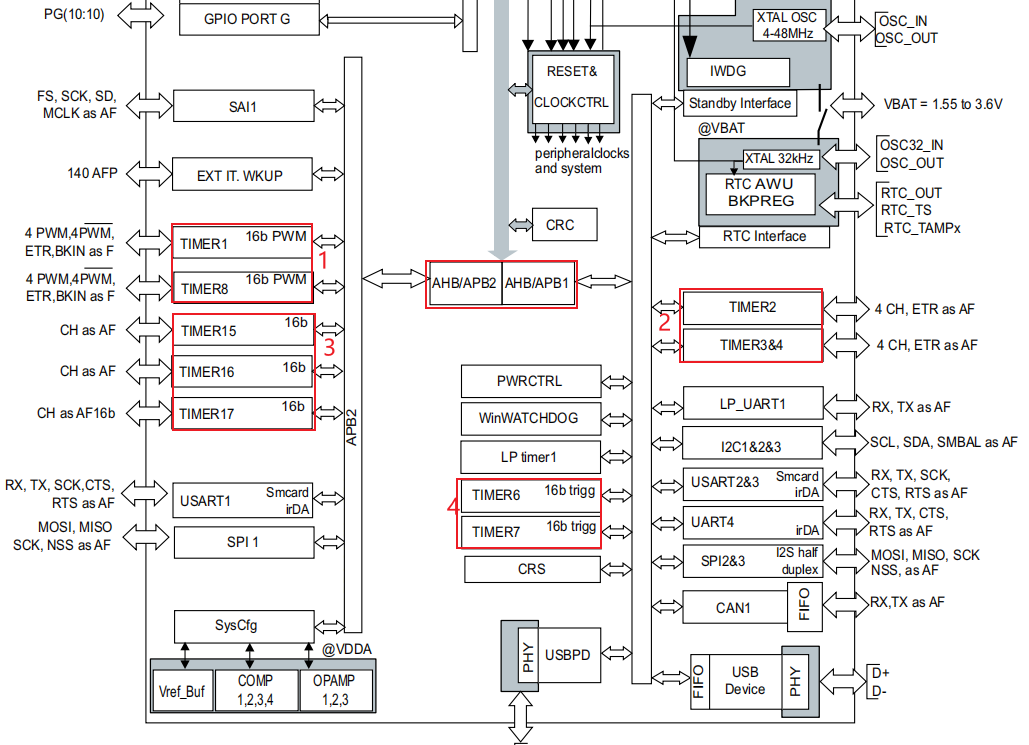 PG(10:10)
GPIO PORT G
XTAL OSC
4-48MHz
OSC_IN
OSC_OUT
RESET&
CLOCKCTRL
IWDG
FS, SCK, SD,
MCLK as AF
SAI1
Standby Interface
VBAT = 1.55 to 3.6V
@VBAT
peripheralclocks
and system
XTAL 32kHz
OSC32_IN
OSC_OUT
140 AFP
EXT IT. WKUP
RTC AWU
BKPREG
RTC_OUT
RTC_TS
RTC_TAMPx
CRC
RTC Interface
4 PWM,4PWM,
ETR,BKIN as F
TIMER1
16b PWM
1
4 PWM,4PWM,
ETR,BKIN as F
TIMER8
16b PWM
AHB/APB2
AHB/APB1
TIMER2
4 CH, ETR as AF
2
TIMER3&4
4 CH, ETR as AF
CH as AF
TIMER15
16b
3
CH as AF
TIMER16
16b
CH as AF16b
TIMER17
16b
APB2
PWRCTRL
WinWATCHDOG
LP timer1
4
TIMER6
16b trigg
TIMER7
16b trigg
CRS
LP_UART1
RX, TX as AF
I2C1&2&3
SCL, SDA, SMBAL as AF
USART2&3
Smcard
irDA
RX, TX, SCK,
CTS, RTS as AF
UART4
irDA
RX, TX, CTS,
RTS as AF
SPI2&3
I2S half
duplex
MOSI, MISO, SCK
NSS, as AF
CAN1
FIFO
RX,TX as AF
RX, TX, SCK,CTS,
RTS as AF
USART1
Smcard
irDA
MOSI, MISO
SCK, NSS as AF
SPI 1
SysCfg
@VDDA
Vref_Buf
COMP
1,2,3,4
OPAMP
1,2,3
PHY
USBPD
FIFO
USB
Device
PHY
D+
D-